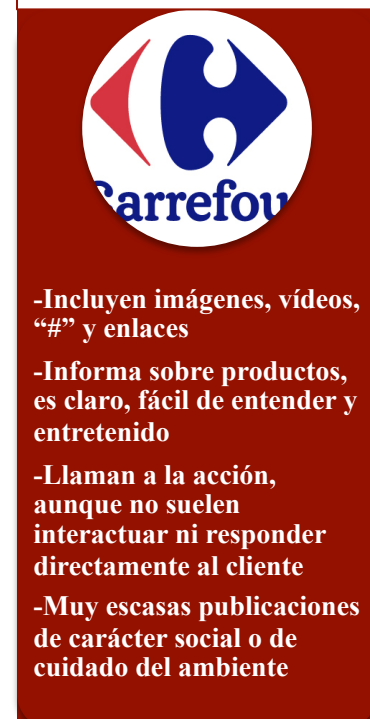 Carrefou
-Incluyen imágenes, vídeos,
“#” y enlaces
-Informa sobre productos,
es claro, fácil de entender y
entretenido
-Llaman a la acción,
aunque no suelen
interactuar ni responder
directamente al cliente
-Muy escasas publicaciones
de carácter social o de
cuidado del ambiente